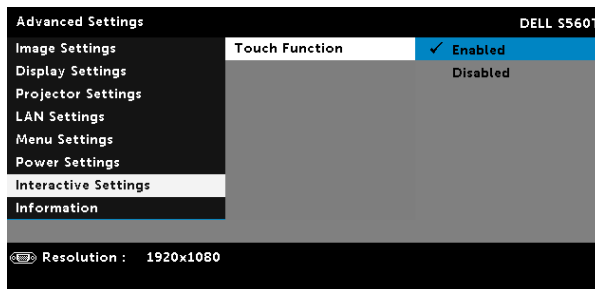 Advanced Settings DELL S560T
Image Settings Touch Function ✓ Enabled
Display Settings Disabled
Projector Settings
LAN Settings
Menu Settings
Power Settings
Interactive Settings
Information
Resolution : 1920x1080